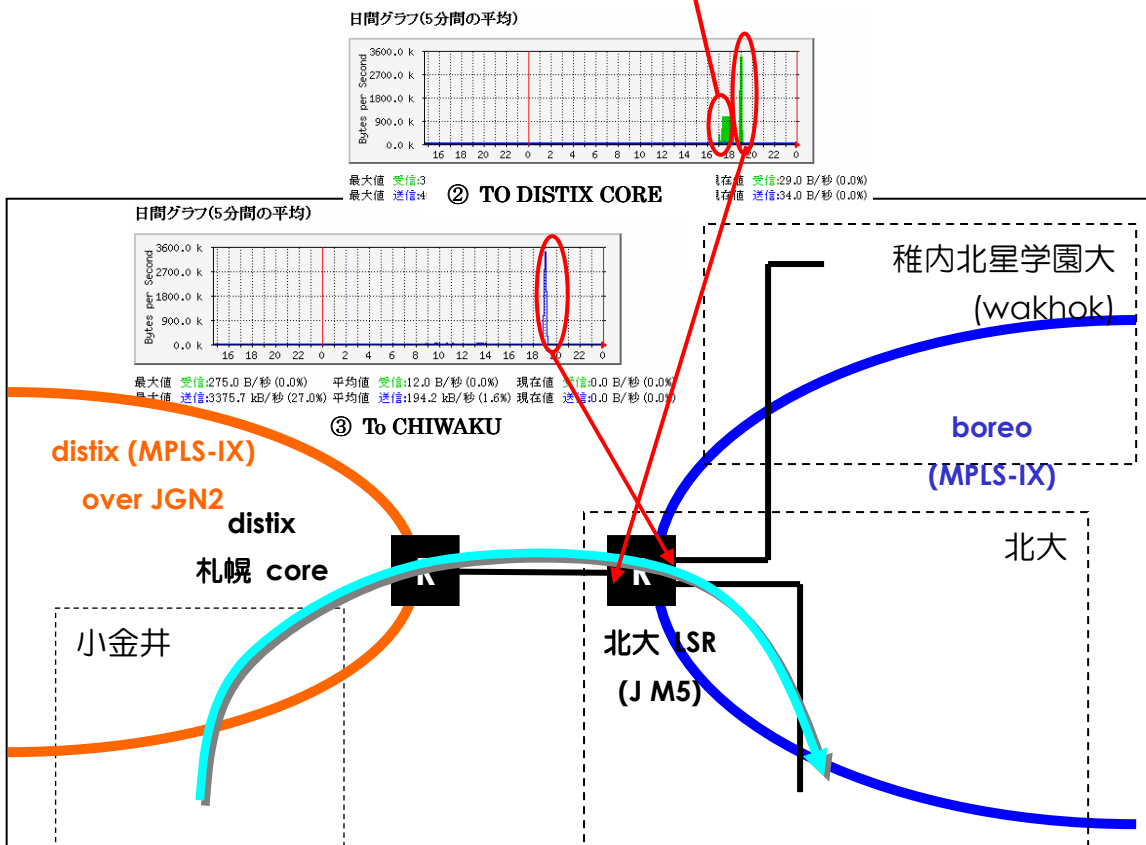 日間グラフ(5分間の平均)
Bytes per Second
3600.0 k
2700.0 k
1800.0 k
900.0 k
0.0 k
16 18 20 22 0 2 4 6 8 10 12 14 16 18 20 22 0
最大値 受信:3 現在値 受信:29.0 B/秒 (0.0%)
最大値 送信:4 現在値 送信:34.0 B/秒 (0.0%)
② TO DISTIX CORE
日間グラフ(5分間の平均)
Bytes per Second
3600.0 k
2700.0 k
1800.0 k
900.0 k
0.0 k
16 18 20 22 0 2 4 6 8 10 12 14 16 18 20 22 0
最大値 受信:275.0 B/秒 (0.0%) 平均値 受信:12.0 B/秒 (0.0%) 現在値 受信:0.0 B/秒 (0.0%)
最大値 送信:3375.7 kB/秒 (27.0%) 平均値 送信:194.2 kB/秒 (1.6%) 現在値 送信:0.0 B/秒 (0.0%)
③ To CHIWAKU
稚内北星学園大
(wakhok)
distix (MPLS-IX)
over JGN2
boreo
(MPLS-IX)
distix
札幌 core
R
R
北大
小金井
北大 LSR
(J M5)